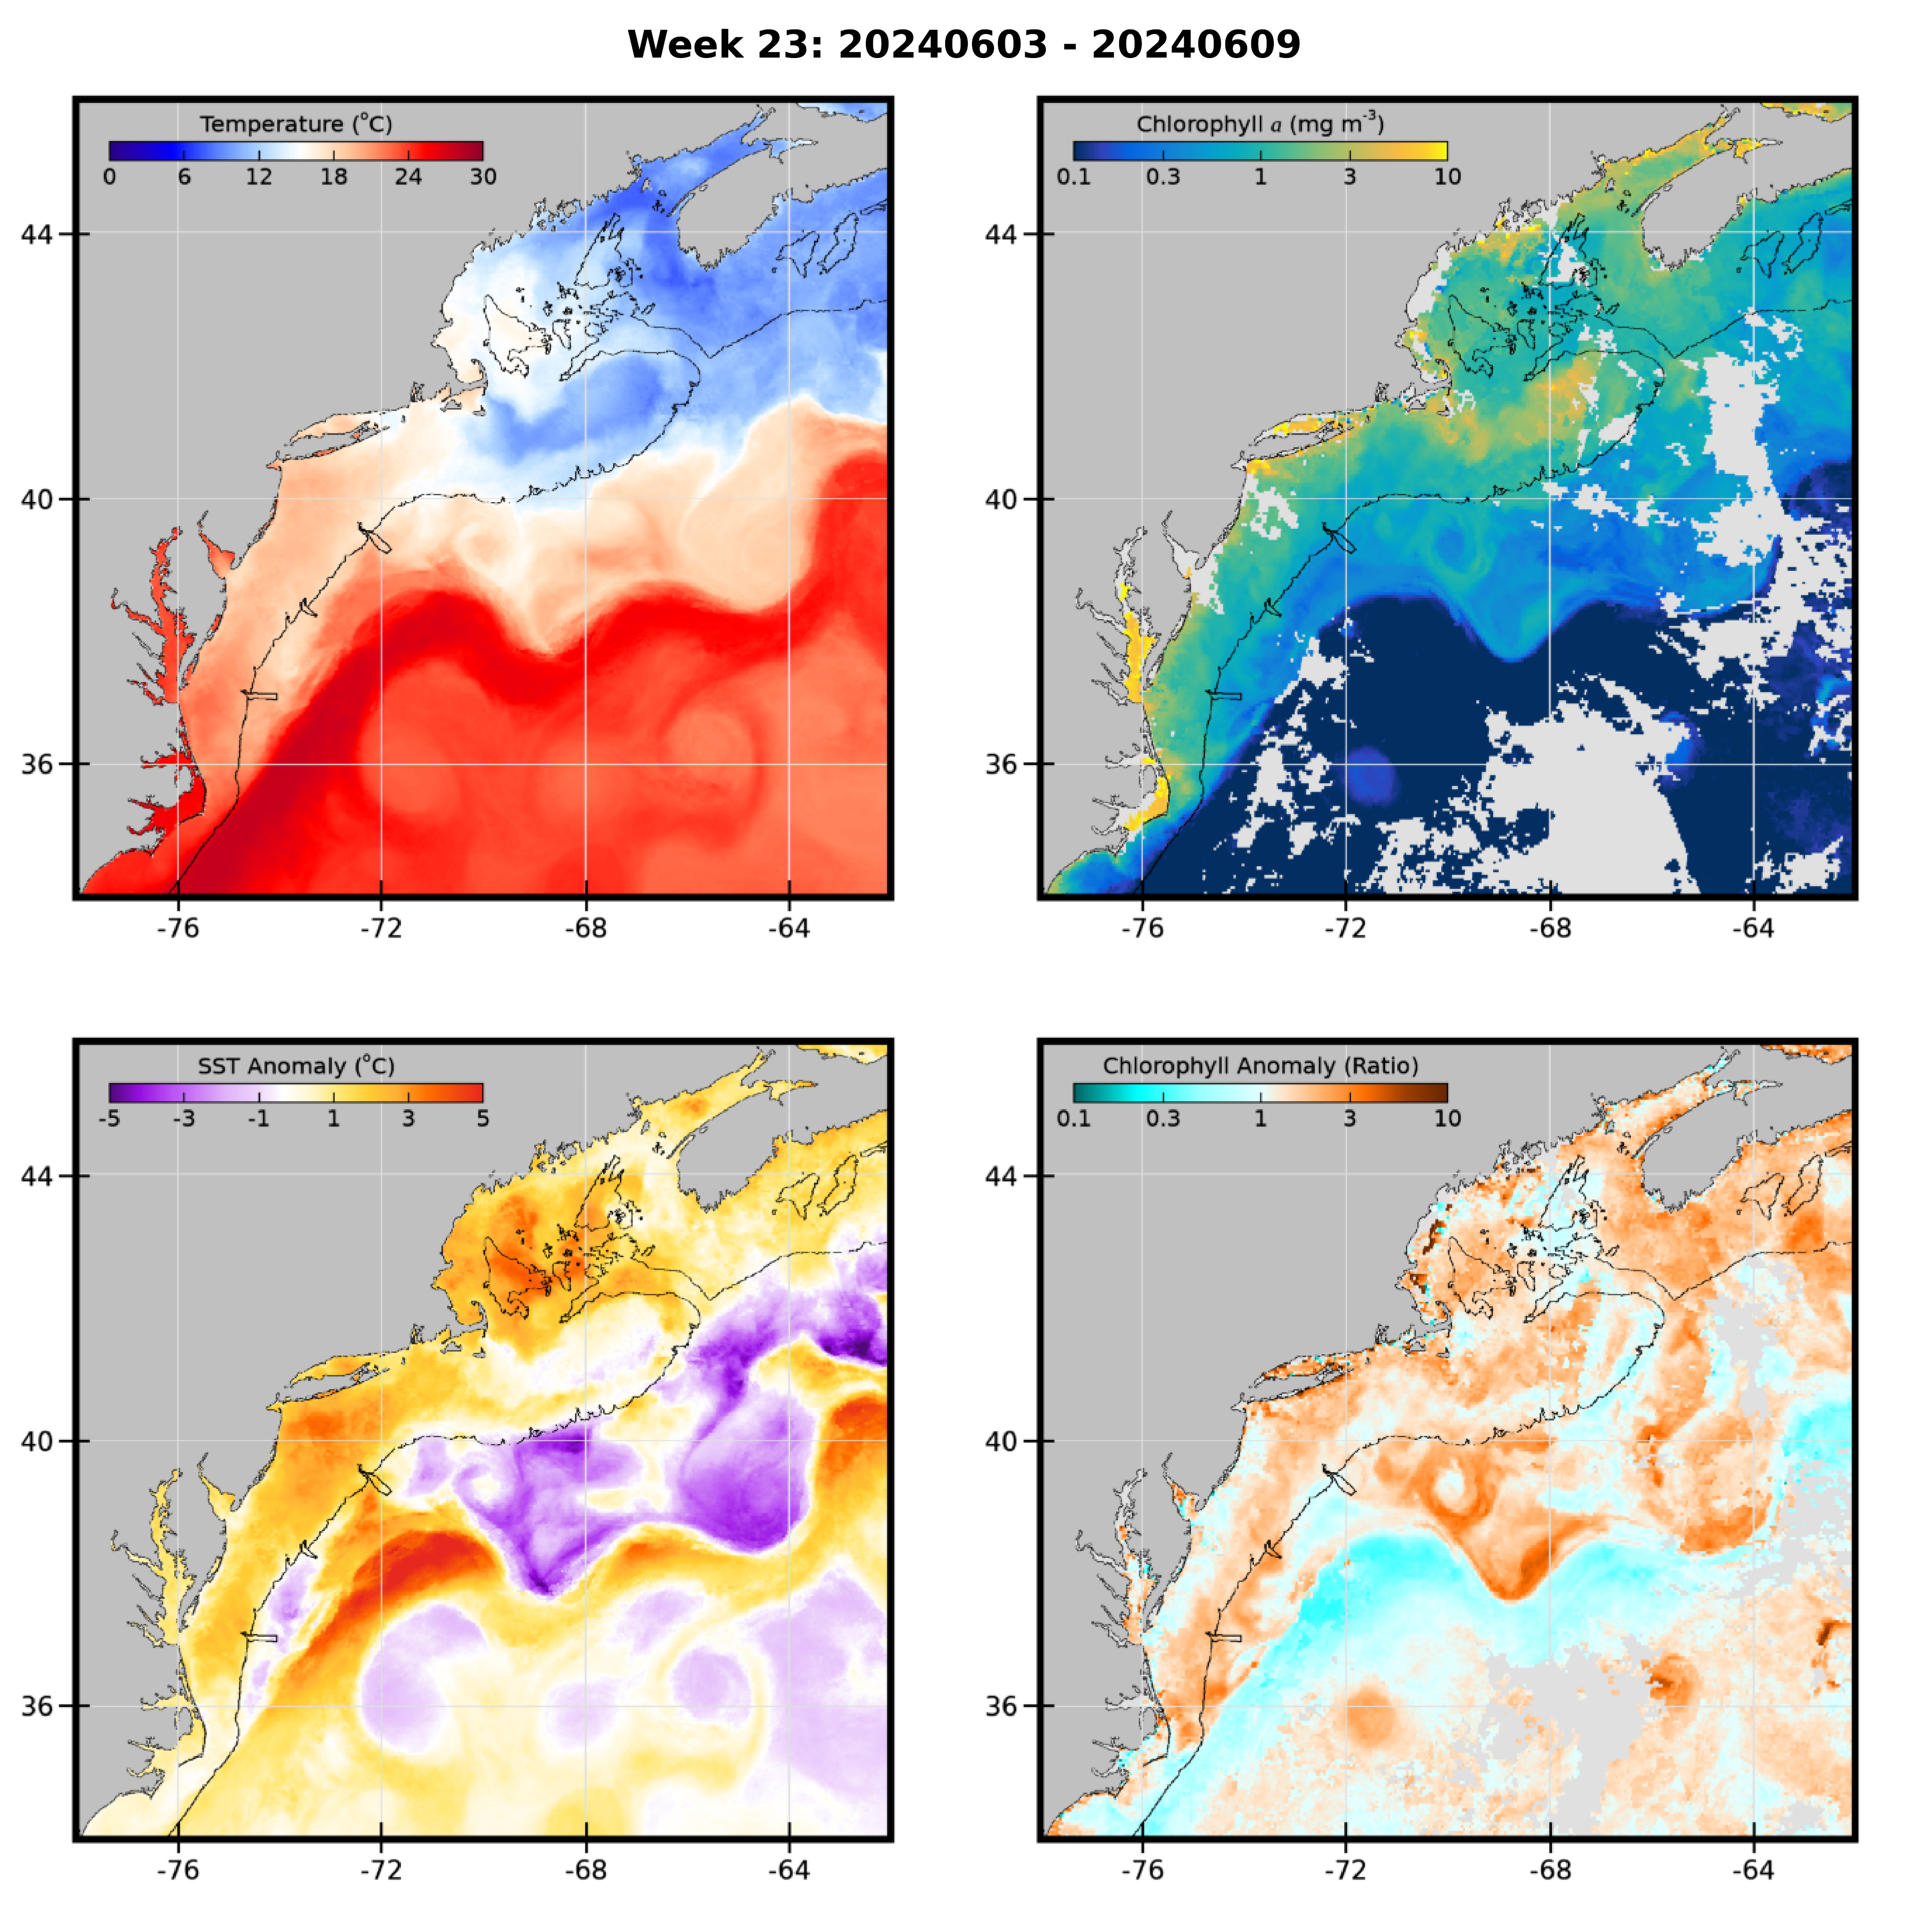 Week 23: 20240603 - 20240609
Temperature (°C)
0 6 12 18 24 30
44
40
36
-76 -72 -68 -64
Chlorophyll a (mg m⁻³)
0.1 0.3 1 3 10
44
40
36
-76 -72 -68 -64
SST Anomaly (°C)
-5 -3 -1 1 3 5
44
40
36
-76 -72 -68 -64
Chlorophyll Anomaly (Ratio)
0.1 0.3 1 3 10
44
40
36
-76 -72 -68 -64